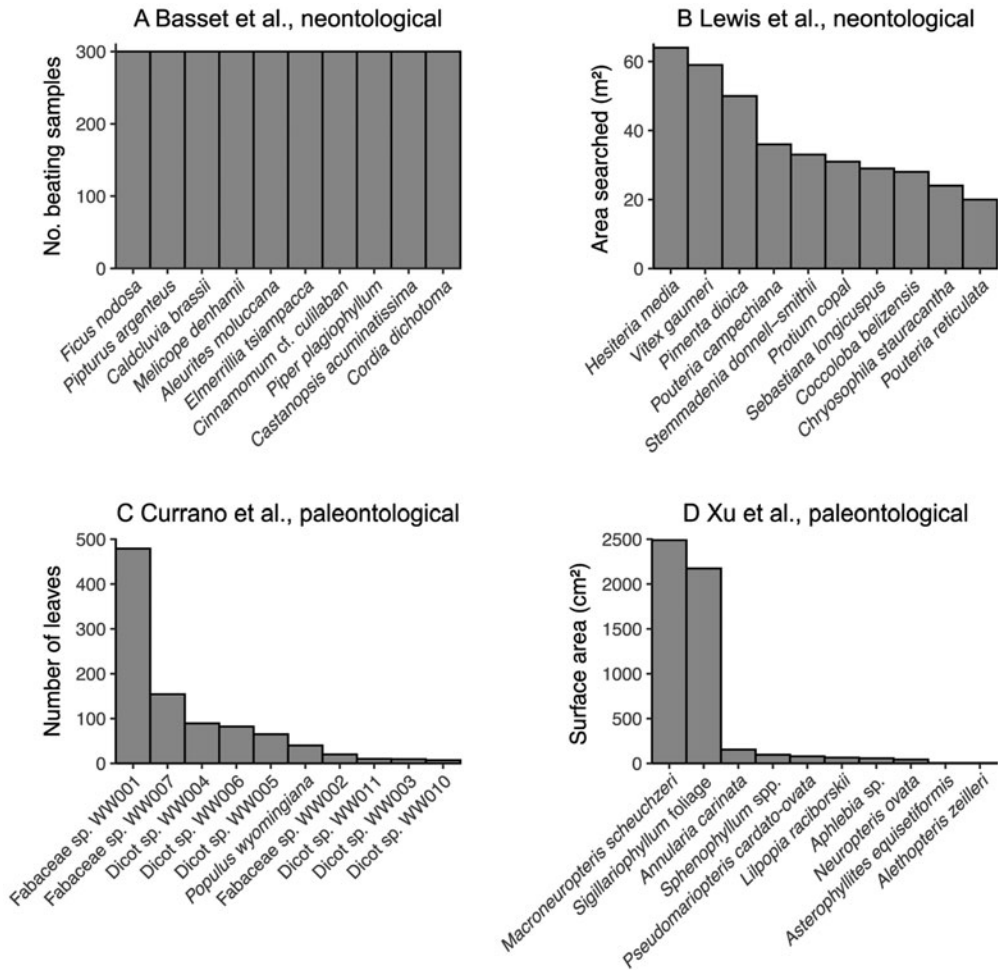 A Basset et al., neontological
No. beating samples
300
200
100
0
Ficus nodosa
Pipturus argenteus
Caldcluvia brassii
Melicope denhamii
Aleurites moluccana
Elmerrillia tsiampacca
Cinnamomum ct. culilaban
Piper plagiophyllum
Castanopsis acuminatissima
Cordia dichotoma
B Lewis et al., neontological
Area searched (m²)
60
40
20
0
Hesiteria media
Vitex gaumeri
Pimenta dioica
Pouteria campechiana
Stemmadenia donnell–smithii
Protium copal
Sebastiana longicuspus
Coccoloba belizensis
Chrysophila stauracantha
Pouteria reticulata
C Currano et al., paleontological
Number of leaves
500
400
300
200
100
0
Fabaceae sp. WW001
Fabaceae sp. WW007
Dicot sp. WW004
Dicot sp. WW006
Dicot sp. WW005
Populus wyomingiana
Fabaceae sp. WW002
Dicot sp. WW011
Dicot sp. WW003
Dicot sp. WW010
D Xu et al., paleontological
Surface area (cm²)
2500
2000
1500
1000
500
0
Macroneuropteris scheuchzeri
Sigillariophyllum foliage
Annularia carinata
Sphenophyllum spp.
Pseudomariopteris cardato-ovata
Lilpopia raciborskii
Aphlebia sp.
Neuropteris ovata
Asterophyllites equisetiformis
Alethopteris zeilleri